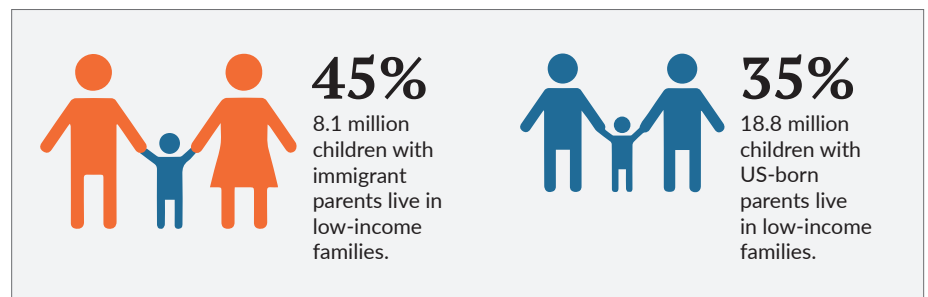 45%
8.1 million
children with
immigrant
parents live in
low-income
families.
35%
18.8 million
children with
US-born
parents live
in low-income
families.